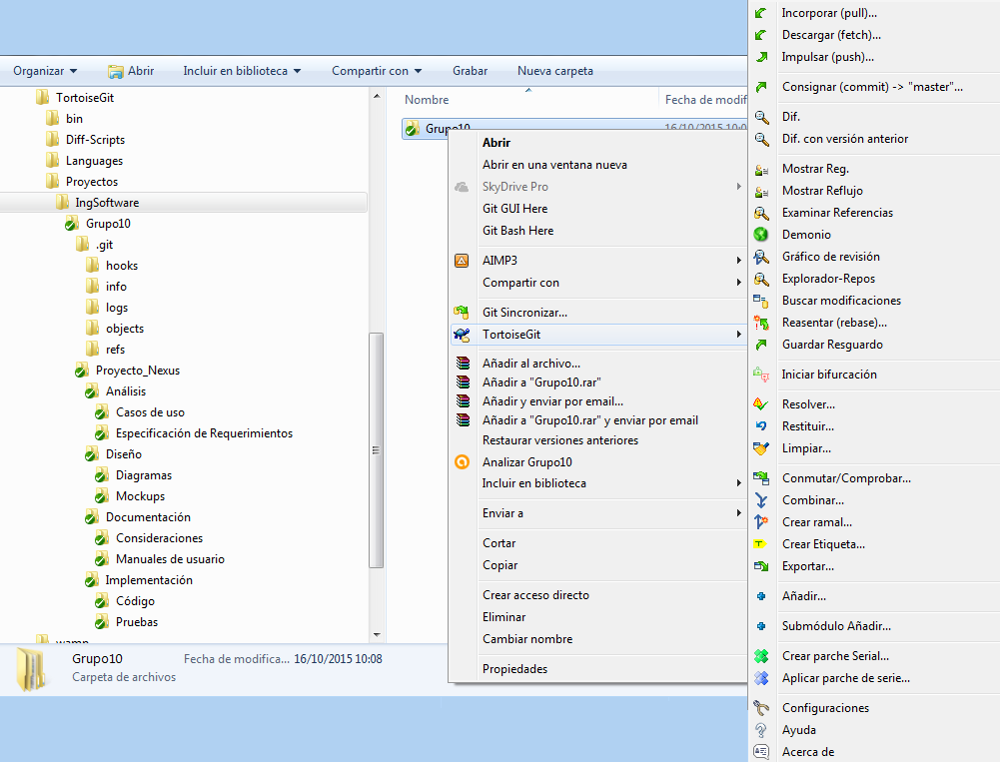 Organizar Abrir Incluir en biblioteca Compartir con Grabar Nueva carpeta
TortoiseGit
bin
Diff-Scripts
Languages
Proyectos
IngSoftware
Grupo10
.git
hooks
info
logs
objects
refs
Proyecto_Nexus
Análisis
Casos de uso
Especificación de Requerimientos
Diseño
Diagramas
Mockups
Documentación
Consideraciones
Manuales de usuario
Implementación
Código
Pruebas
wamp
Nombre Fecha de modif
Grupo10 16/10/2015 10:0
Abrir
Abrir en una ventana nueva
SkyDrive Pro
Git GUI Here
Git Bash Here
AIMP3
Compartir con
Git Sincronizar...
TortoiseGit
Añadir al archivo...
Añadir a "Grupo10.rar"
Añadir y enviar por email...
Añadir a "Grupo10.rar" y enviar por email
Restaurar versiones anteriores
Analizar Grupo10
Incluir en biblioteca
Enviar a
Cortar
Copiar
Crear acceso directo
Eliminar
Cambiar nombre
Propiedades
Incorporar (pull)...
Descargar (fetch)...
Impulsar (push)...
Consignar (commit) -> "master"...
Dif.
Dif. con versión anterior
Mostrar Reg.
Mostrar Reflujo
Examinar Referencias
Demonio
Gráfico de revisión
Explorador-Repos
Buscar modificaciones
Reasentar (rebase)...
Guardar Resguardo
Iniciar bifurcación
Resolver...
Restituir...
Limpiar...
Conmutar/Comprobar...
Combinar...
Crear ramal...
Crear Etiqueta...
Exportar...
Añadir...
Submódulo Añadir...
Crear parche Serial...
Aplicar parche de serie...
Configuraciones
Ayuda
Acerca de
Grupo10 Fecha de modifica... 16/10/2015 10:08
Carpeta de archivos